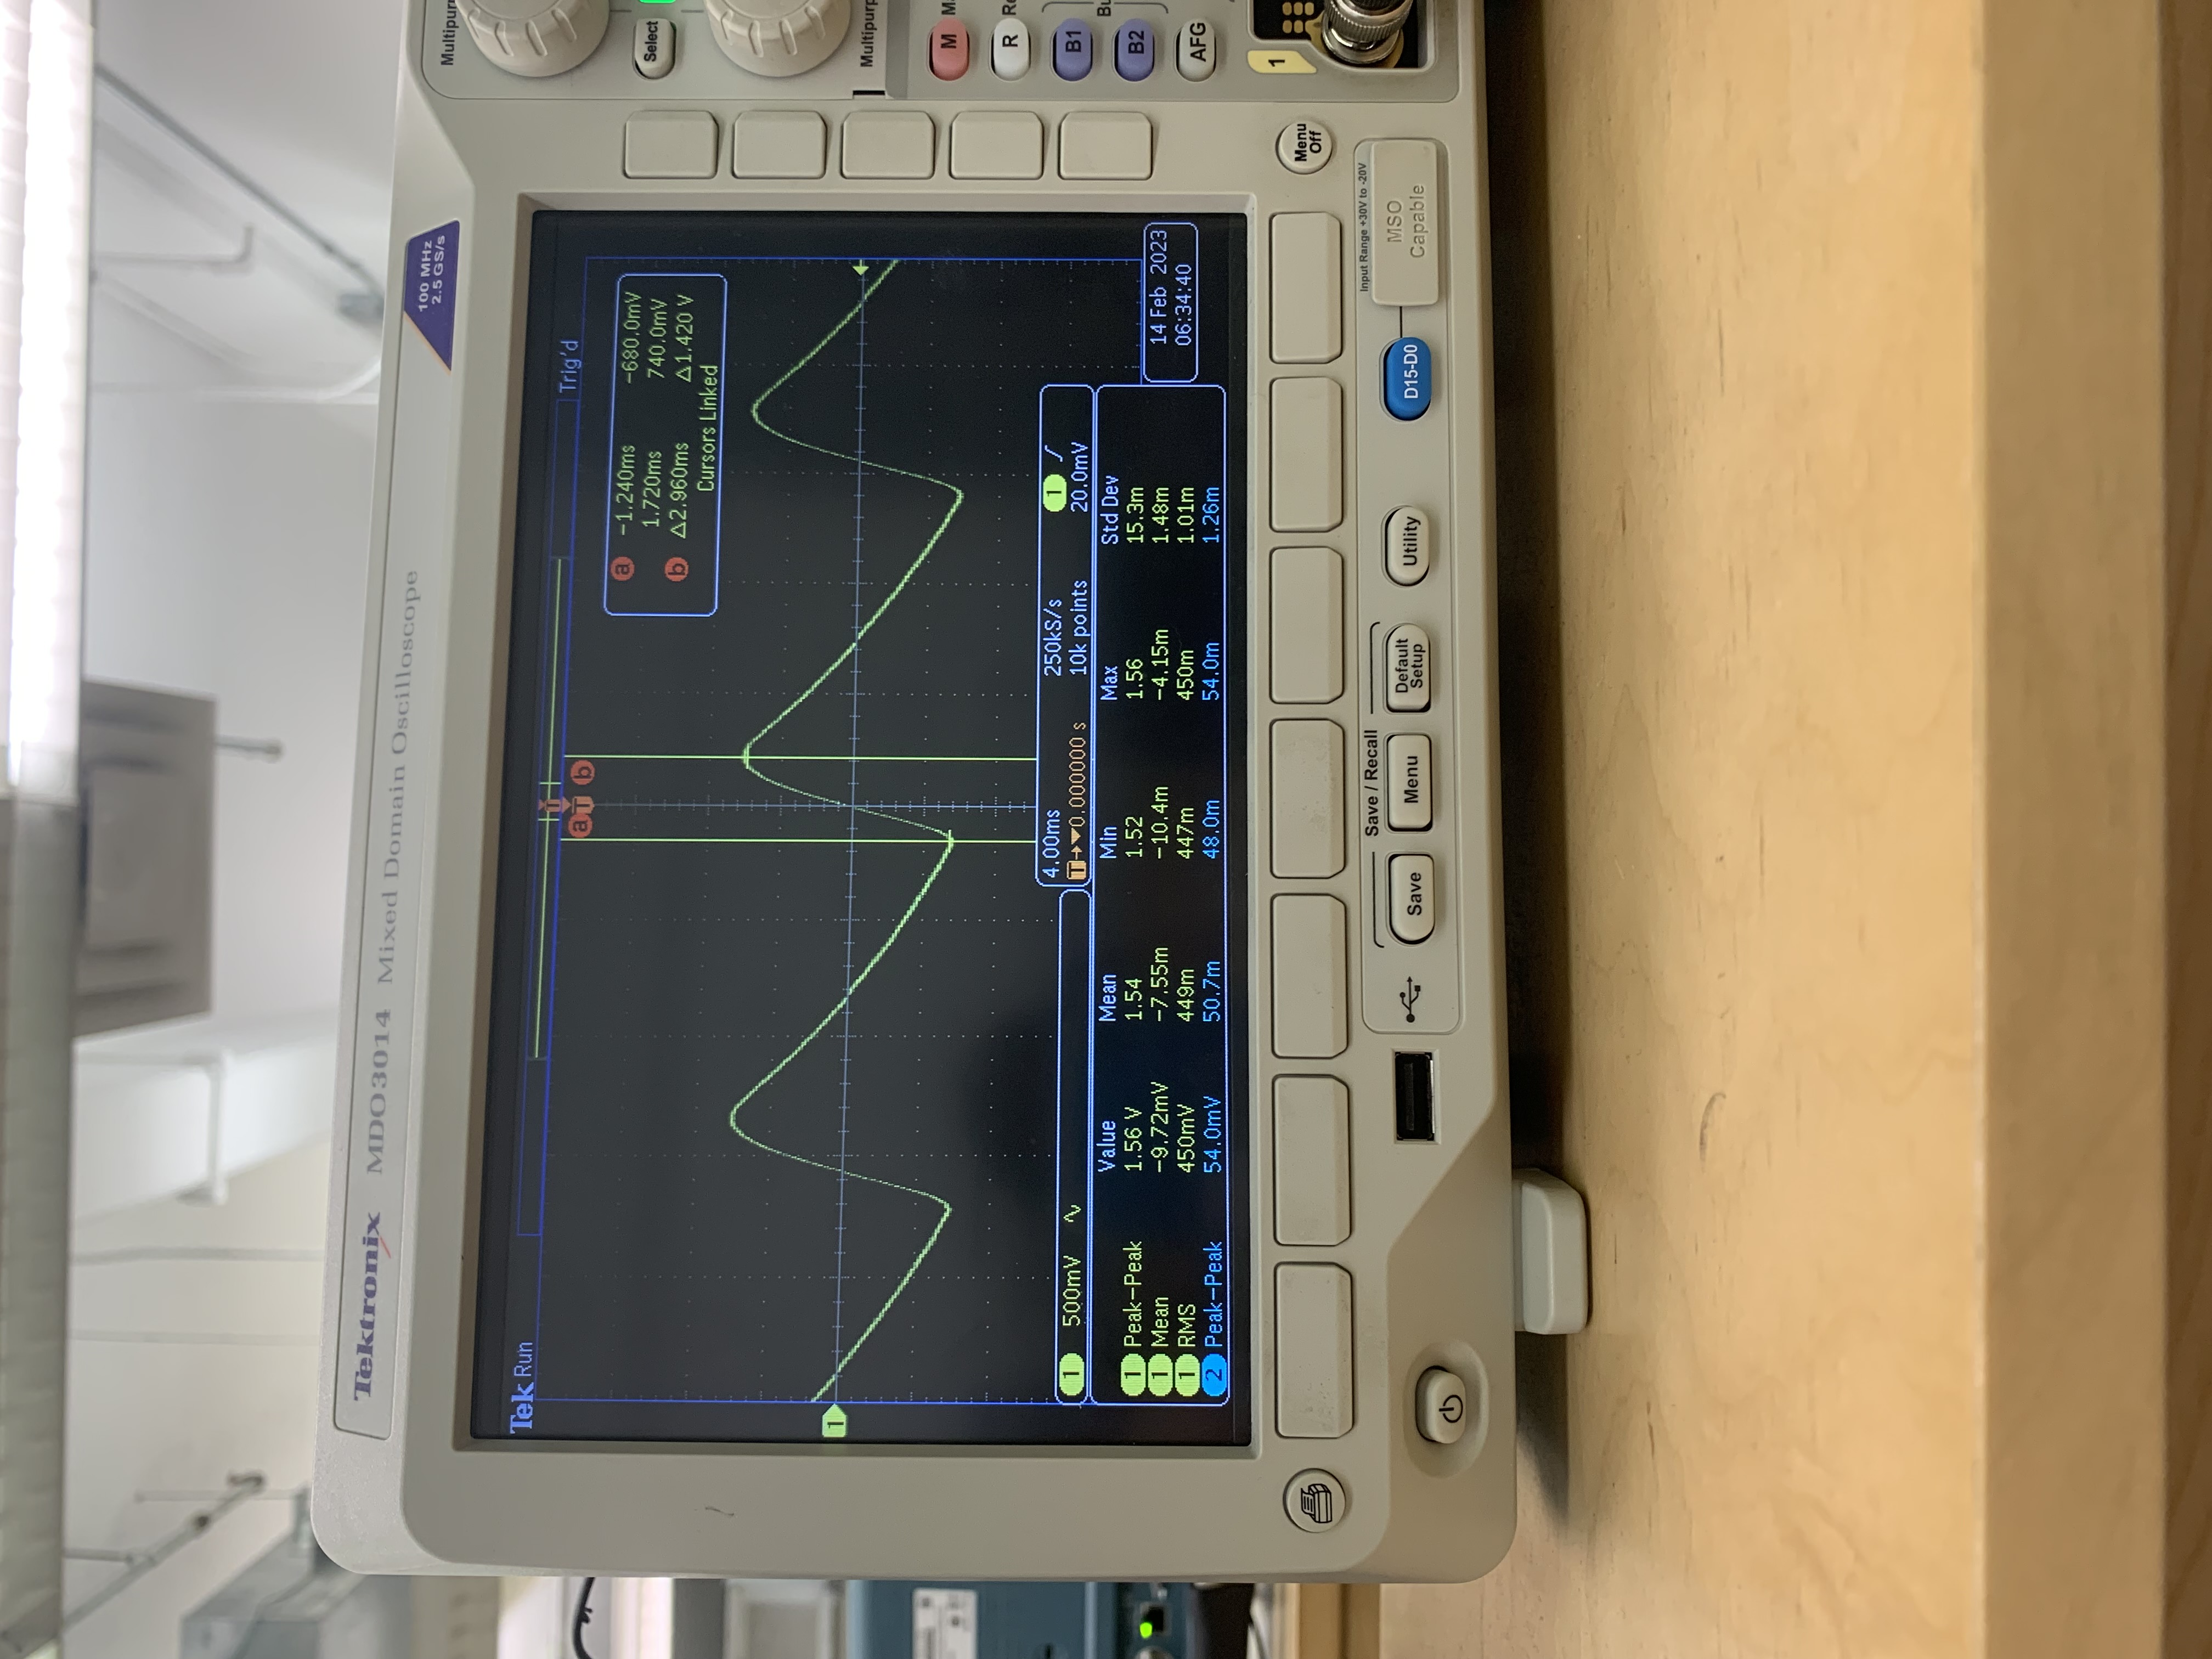 Tektronix MDO3014 Mixed Domain Oscilloscope
100 MHz
2.5 GS/s
Tek Run
Trig'd
T
a T b
a −1.240ms −680.0mV
1.720ms 740.0mV
b Δ2.960ms Δ1.420 V
Cursors Linked
1
1 500mV
4.00ms 250kS/s 1
T→▼0.000000 s 10k points 20.0mV
Value Mean Min Max Std Dev
1 Peak−Peak 1.56 V 1.54 1.52 1.56 15.3m
1 Mean −9.72mV −7.55m −10.4m −4.15m 1.48m
1 RMS 450mV 449m 447m 450m 1.01m
2 Peak−Peak 54.0mV 50.7m 48.0m 54.0m 1.26m
14 Feb 2023
06:34:40
Select
M
R
B1
B2
AFG
1
Menu
Off
Save / Recall
Save
Menu
Default
Setup
Utility
D15-D0
Input Range +30V to -20V
MSO
Capable